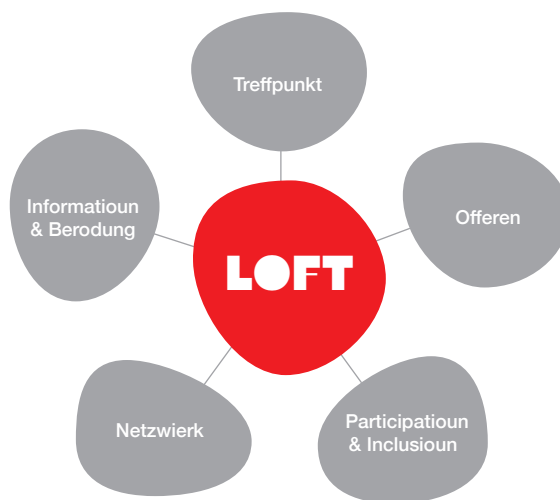 Treffpunkt
Informatioun
& Berodung
Offeren
LOFT
Netzwierk
Participatioun
& Inclusioun